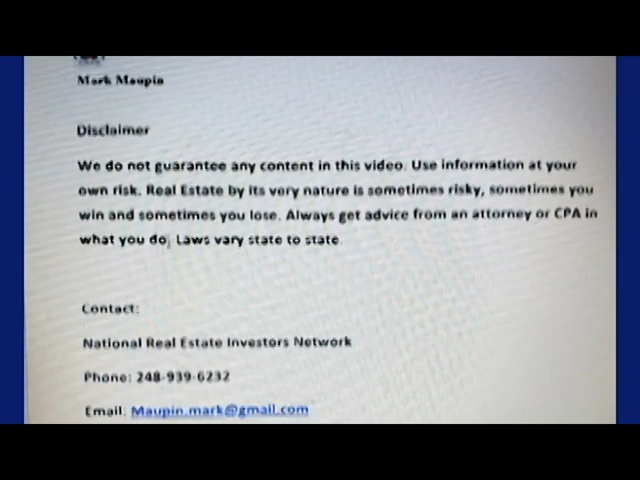 Mark Maupin
Disclaimer
We do not guarantee any content in this video. Use information at your
own risk. Real Estate by its very nature is sometimes risky, sometimes you
win and sometimes you lose. Always get advice from an attorney or CPA in
what you do, Laws vary state to state.
Contact:
National Real Estate Investors Network
Phone: 248-939-6232
Email: Maupin.mark@gmail.com